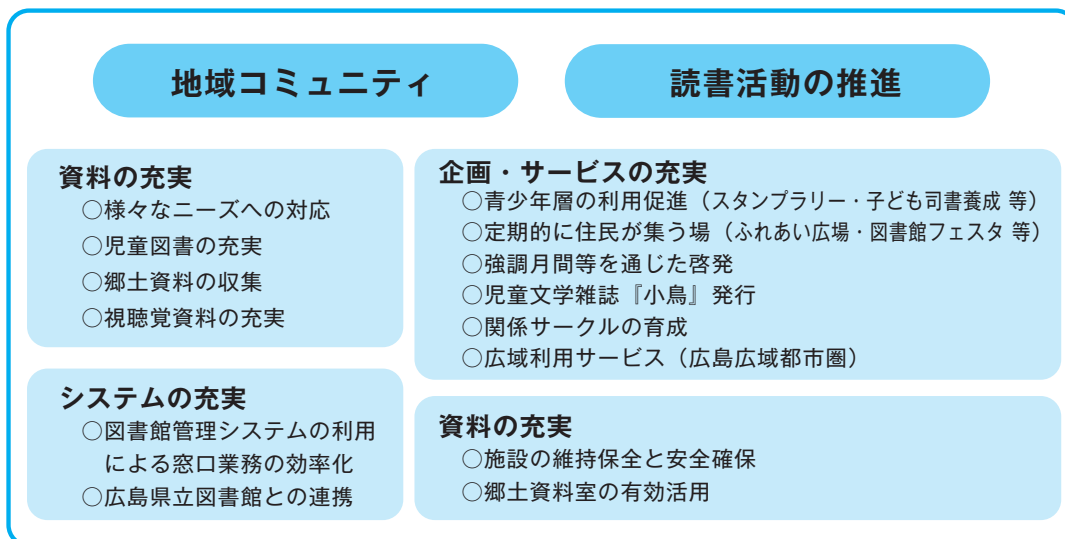 地域コミュニティ
読書活動の推進
資料の充実
○様々なニーズへの対応
○児童図書の充実
○郷土資料の収集
○視聴覚資料の充実
システムの充実
○図書館管理システムの利用
による窓口業務の効率化
○広島県立図書館との連携
企画・サービスの充実
○青少年層の利用促進（スタンプラリー・子ども司書養成 等）
○定期的に住民が集う場（ふれあい広場・図書館フェスタ 等）
○強調月間等を通じた啓発
○児童文学雑誌『小鳥』発行
○関係サークルの育成
○広域利用サービス（広島広域都市圏）
資料の充実
○施設の維持保全と安全確保
○郷土資料室の有効活用